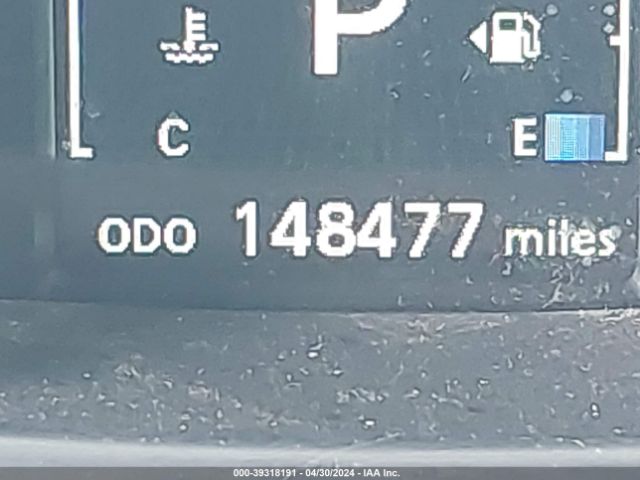 P
C E
ODO 148477 miles
000-39318191 - 04/30/2024 - IAA Inc.